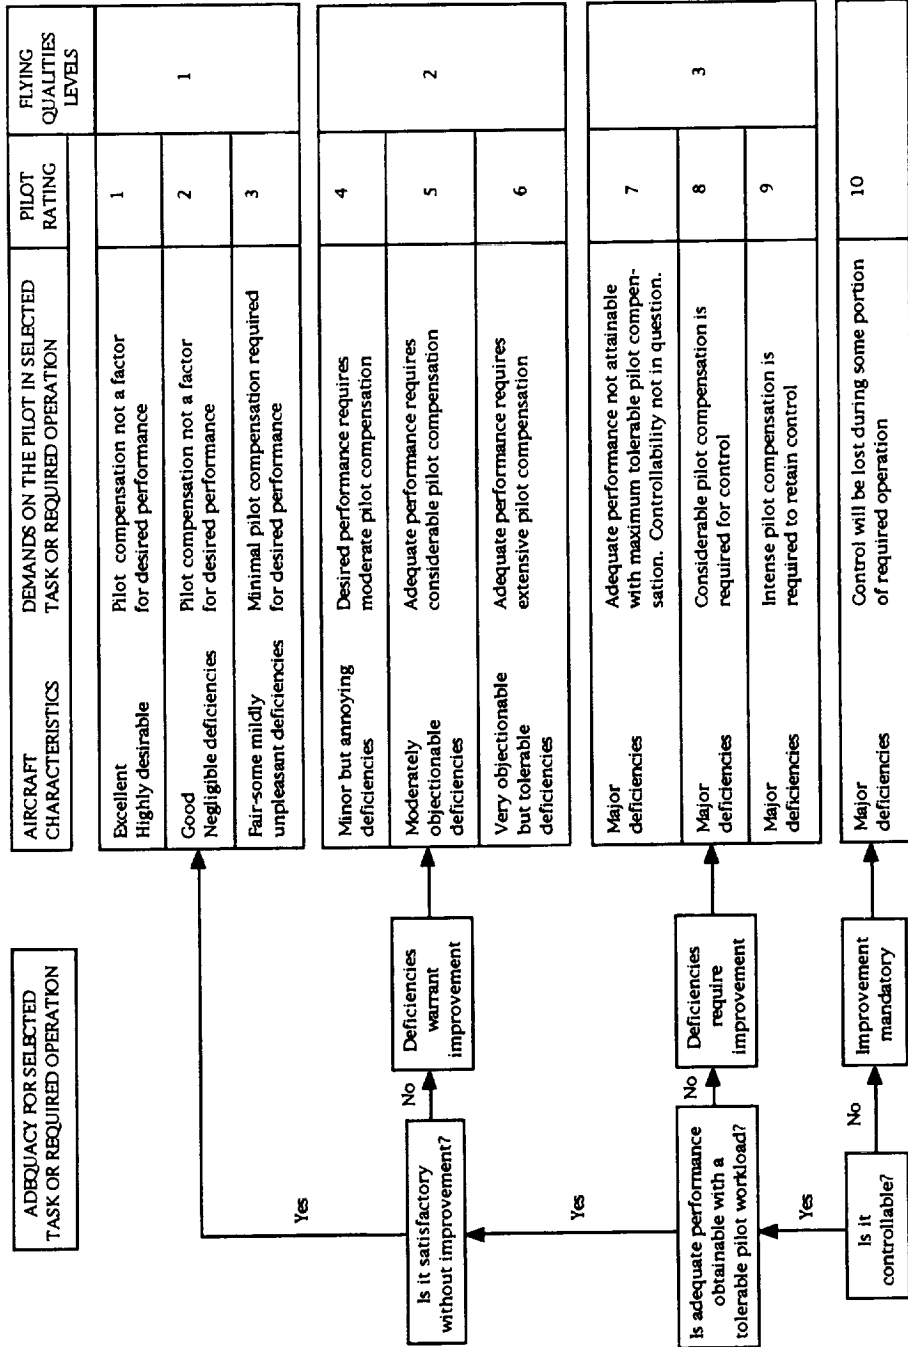 ADEQUACY FOR SELECTED
TASK OR REQUIRED OPERATION
AIRCRAFT
CHARACTERISTICS
DEMANDS ON THE PILOT IN SELECTED
TASK OR REQUIRED OPERATION
PILOT
RATING
FLYING
QUALITIES
LEVELS
Excellent
Highly desirable
Pilot compensation not a factor
for desired performance
1
Good
Negligible deficiencies
Pilot compensation not a factor
for desired performance
2
Fair-some mildly
unpleasant deficiencies
Minimal pilot compensation required
for desired performance
3
1
Yes
Is it satisfactory
without improvement?
No
Deficiencies
warrant
improvement
Minor but annoying
deficiencies
Desired performance requires
moderate pilot compensation
4
Moderately
objectionable
deficiencies
Adequate performance requires
considerable pilot compensation
5
Very objectionable
but tolerable
deficiencies
Adequate performance requires
extensive pilot compensation
6
2
Yes
Is adequate performance
obtainable with a
tolerable pilot workload?
No
Deficiencies
require
improvement
Major
deficiencies
Adequate performance not attainable
with maximum tolerable pilot compen-
sation. Controllability not in question.
7
Major
deficiencies
Considerable pilot compensation is
required for control
8
Major
deficiencies
Intense pilot compensation is
required to retain control
9
3
Yes
Is it
controllable?
No
Improvement
mandatory
Major
deficiencies
Control will be lost during some portion
of required operation
10